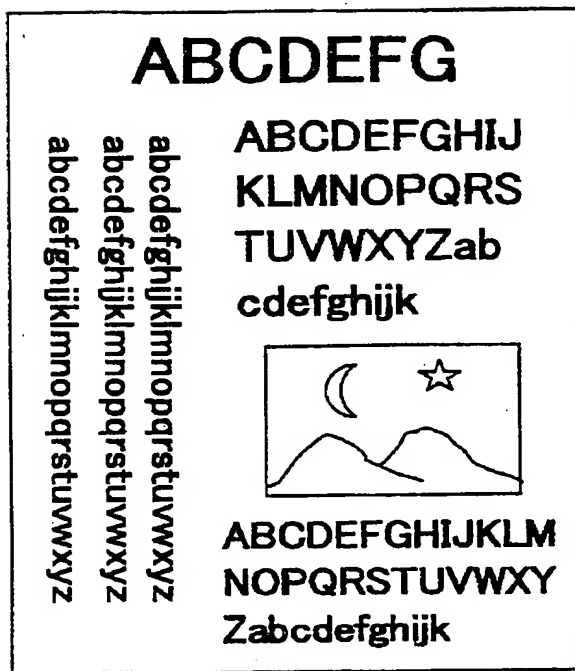 ABCDEFG
abcdefghijklmnopqrstuvwxyz
abcdefghijklmnopqrstuvwxyz
abcdefghijklmnopqrstuvwxyz
ABCDEFGHIJ
KLMNOPQRS
TUVWXYZab
cdefghijk
ABCDEFGHIJKLM
NOPQRSTUVWXY
Zabcdefghijk